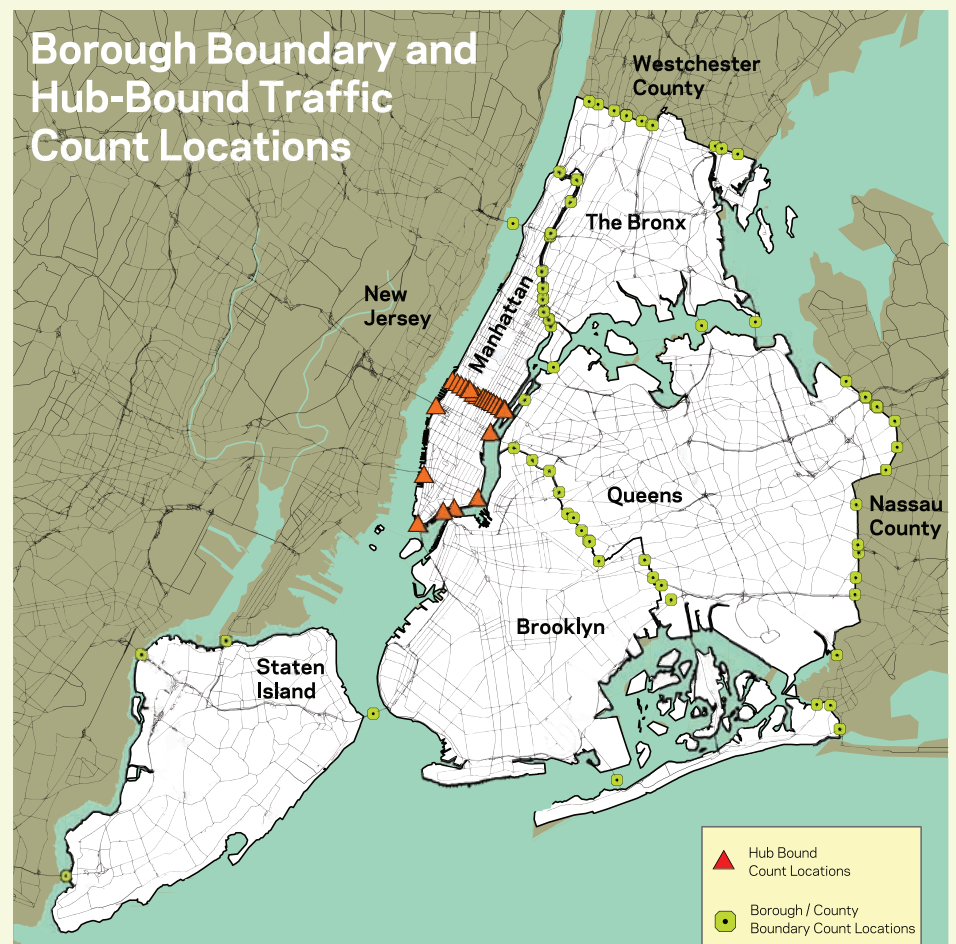 Borough Boundary and
Hub-Bound Traffic
Count Locations
Westchester
County
The Bronx
New
Jersey
Manhattan
Queens
Nassau
County
Brooklyn
Staten
Island
Hub Bound
Count Locations
Borough / County
Boundary Count Locations